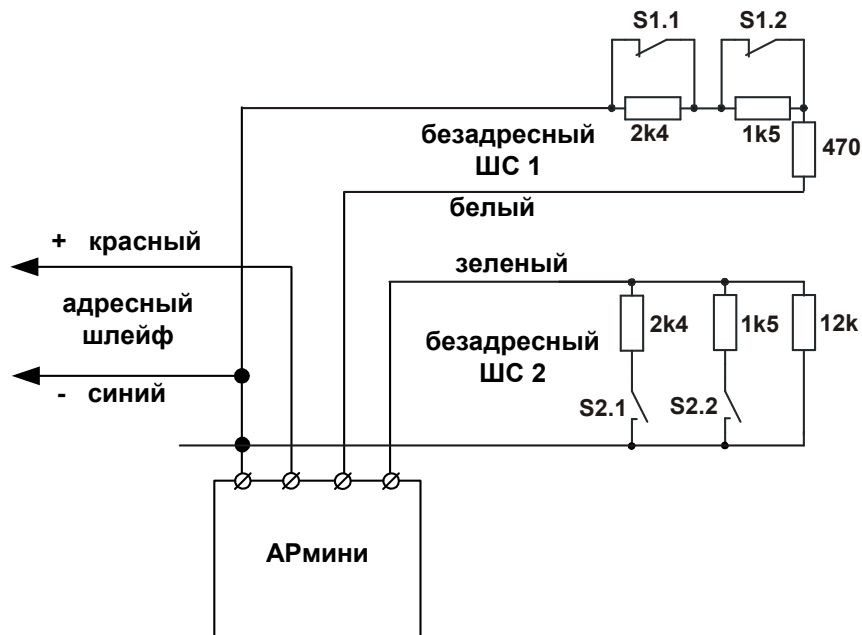 S1.1
S1.2
2k4
1k5
470
безадресный
ШС 1
белый
+ красный
зеленый
адресный
шлейф
- синий
безадресный
ШС 2
2k4
1k5
12k
S2.1
S2.2
АРмини